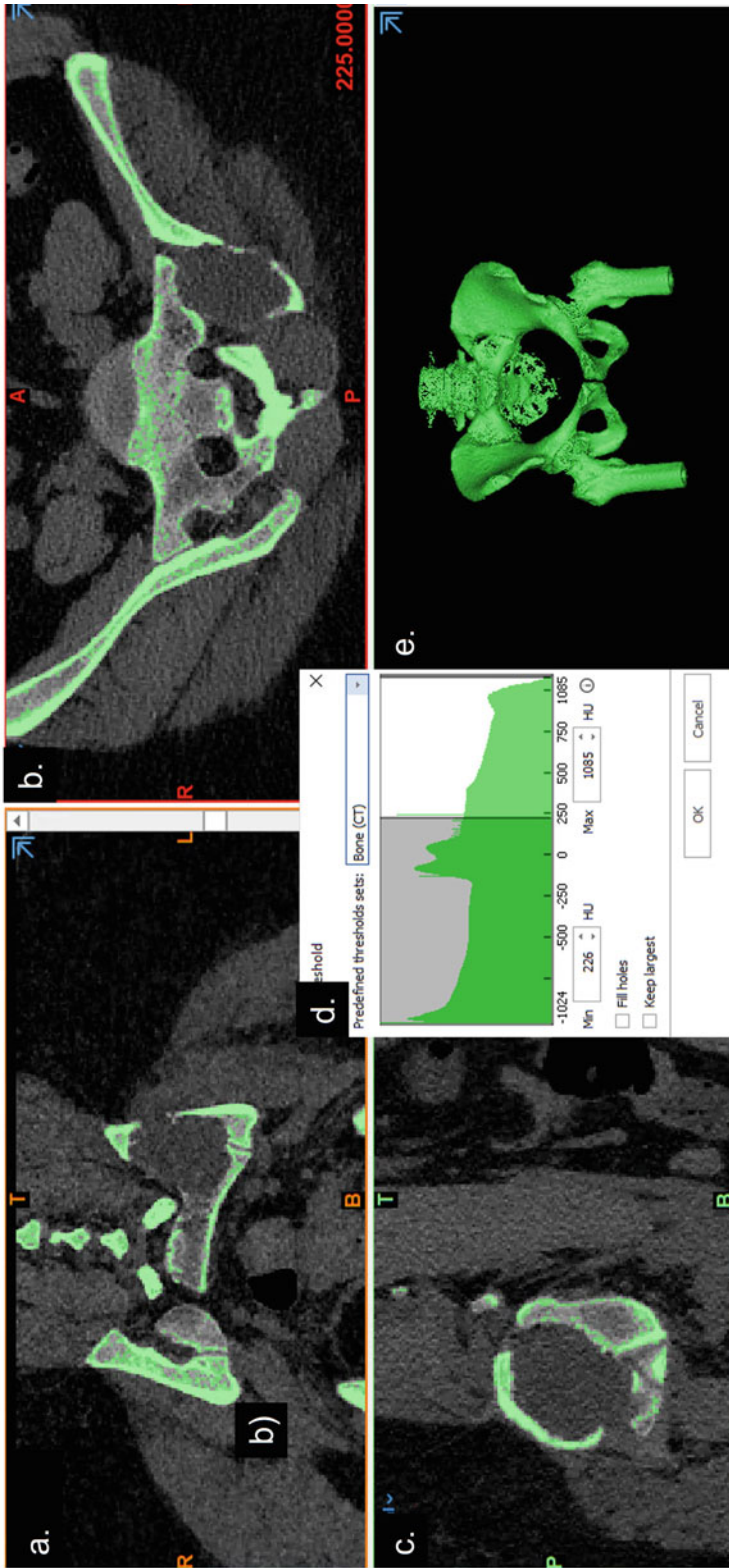 a.
T
L
R
B
b)
b.
A
R
P
225.0000
c.
T
P
B
d.
eshold
×
Predefined thresholds sets:
Bone (CT)
-1024 -500 -250 0 250 500 750 1085
Min
226
HU
Max
1085
HU
Fill holes
Keep largest
OK
Cancel
e.